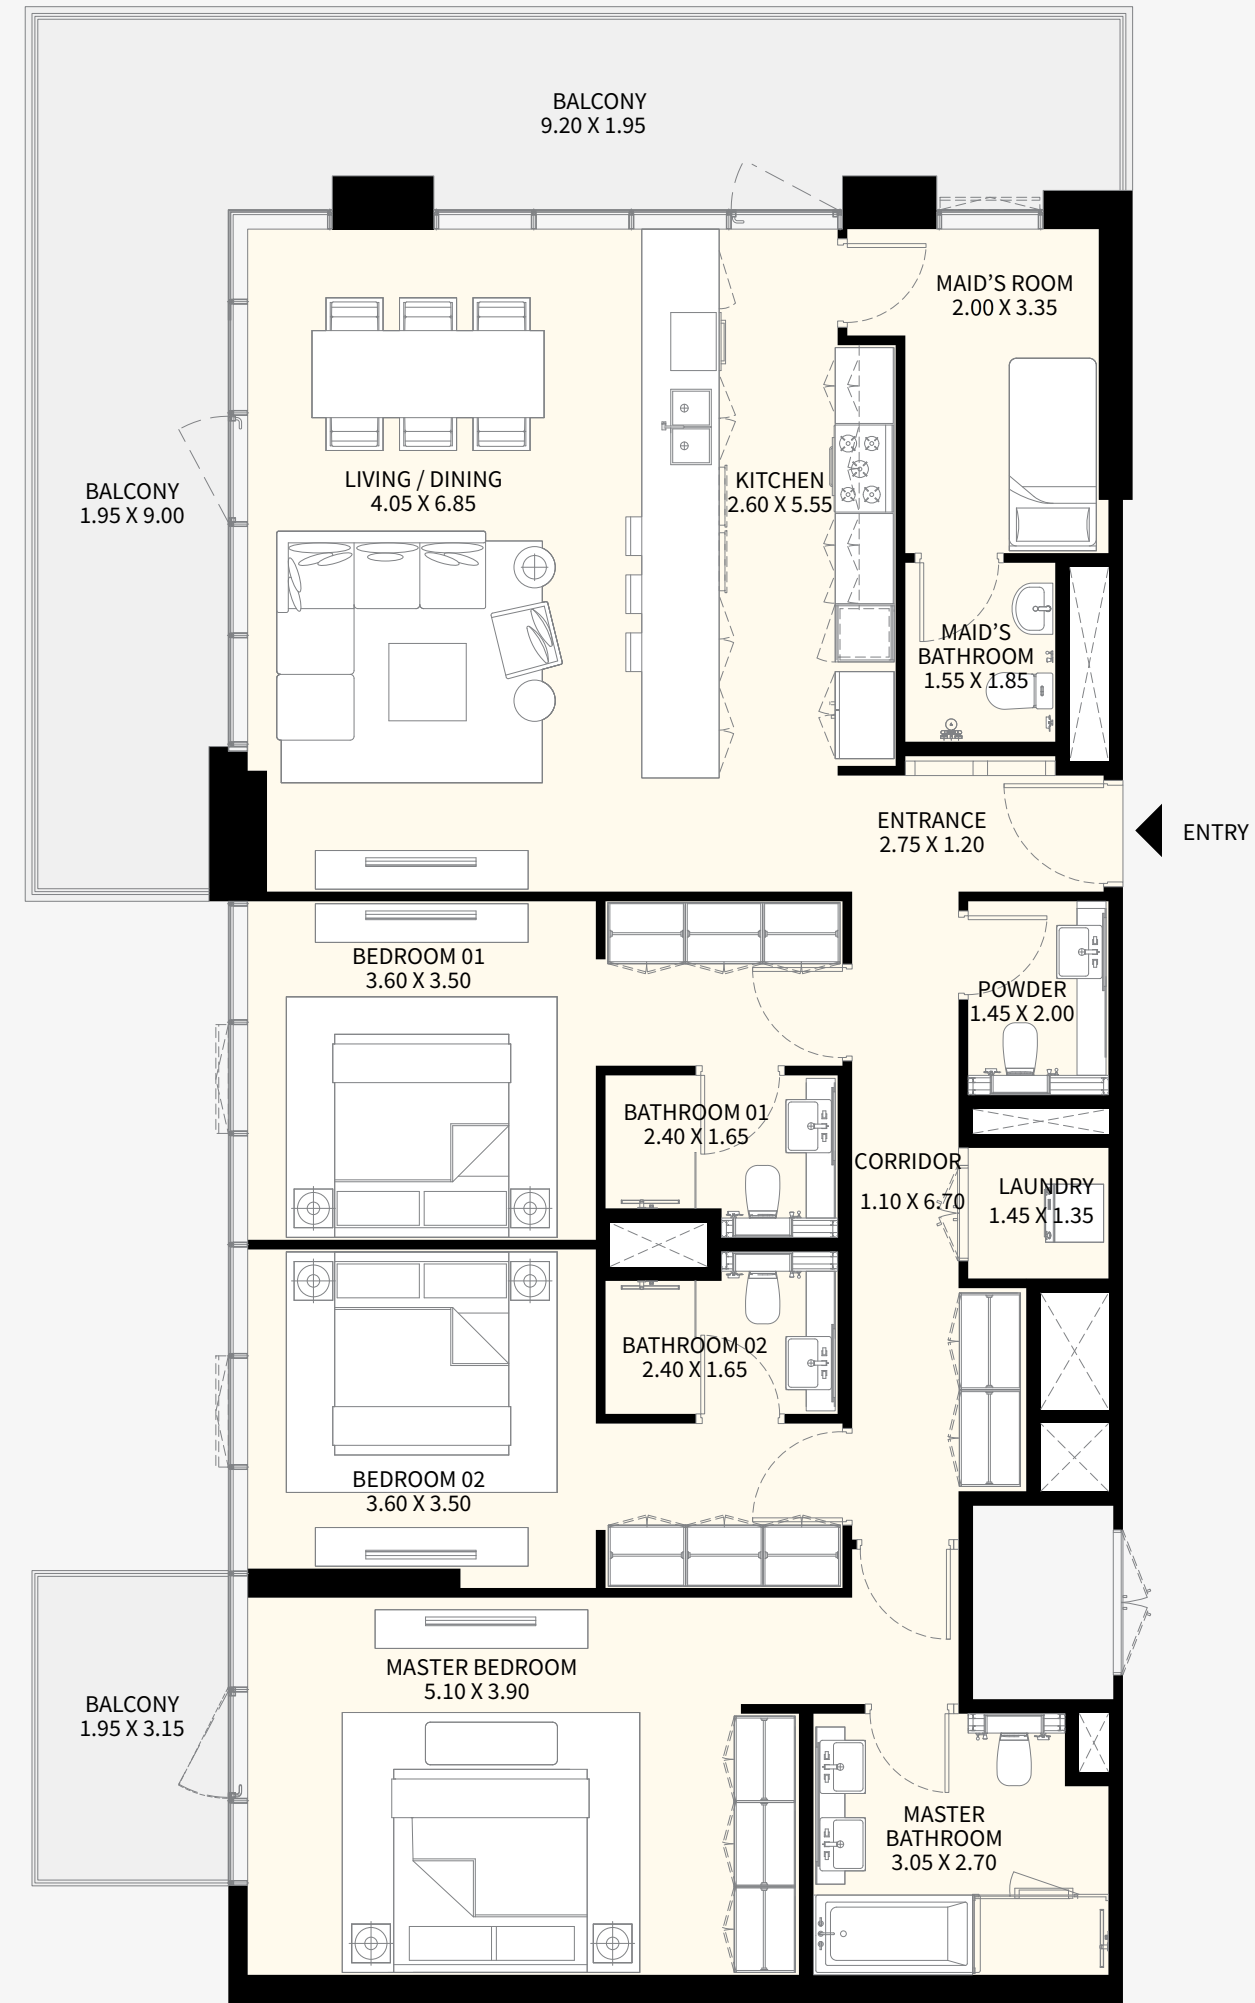 BALCONY
9.20 X 1.95
MAID’S ROOM
2.00 X 3.35
LIVING / DINING
4.05 X 6.85
KITCHEN
2.60 X 5.55
BALCONY
1.95 X 9.00
MAID’S
BATHROOM
1.55 X 1.85
ENTRANCE
2.75 X 1.20
ENTRY
BEDROOM 01
3.60 X 3.50
POWDER
1.45 X 2.00
BATHROOM 01
2.40 X 1.65
CORRIDOR
1.10 X 6.70
LAUNDRY
1.45 X 1.35
BATHROOM 02
2.40 X 1.65
BEDROOM 02
3.60 X 3.50
MASTER BEDROOM
5.10 X 3.90
BALCONY
1.95 X 3.15
MASTER
BATHROOM
3.05 X 2.70